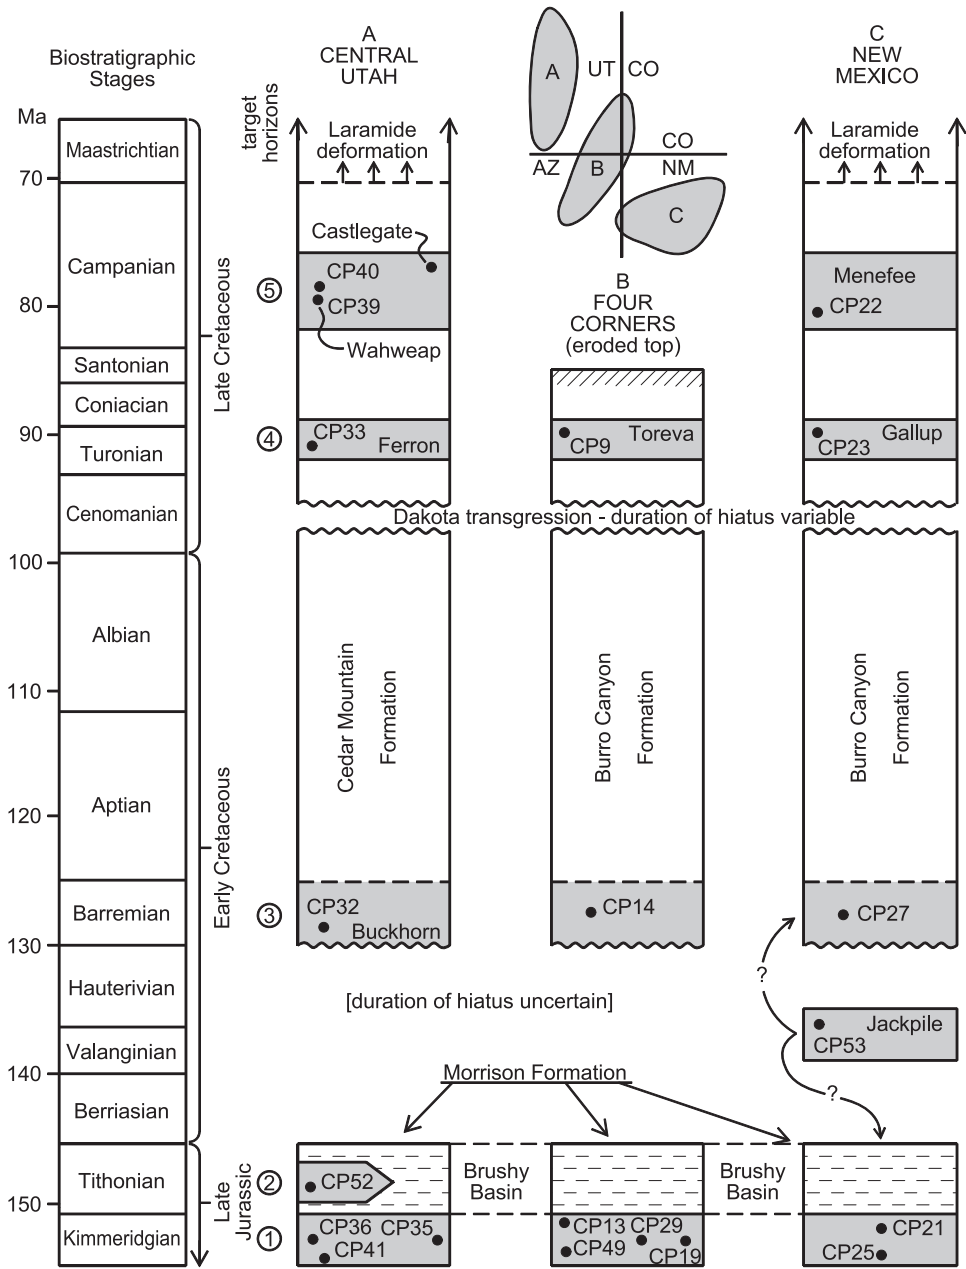 Biostratigraphic
Stages
Ma
70
80
90
100
110
120
130
140
150
Maastrichtian
Campanian
Santonian
Coniacian
Turonian
Cenomanian
Albian
Aptian
Barremian
Hauterivian
Valanginian
Berriasian
Tithonian
Kimmeridgian
Late Cretaceous
Early Cretaceous
Late
Jurassic
target
horizons
5
4
3
2
1
A
CENTRAL
UTAH
Laramide
deformation
Castlegate
CP40
CP39
Wahweap
CP33
Ferron
Cedar Mountain
Formation
CP32
Buckhorn
CP52
CP36 CP35
CP41
A
UT CO
CO
AZ B NM
C
B
FOUR
CORNERS
(eroded top)
Toreva
CP9
Dakota transgression - duration of hiatus variable
Burro Canyon
Formation
CP14
[duration of hiatus uncertain]
Morrison Formation
Brushy
Basin
Brushy
Basin
CP13 CP29
CP49
CP19
C
NEW
MEXICO
Laramide
deformation
Menefee
CP22
Gallup
CP23
Burro Canyon
Formation
CP27
?
Jackpile
CP53
?
CP21
CP25